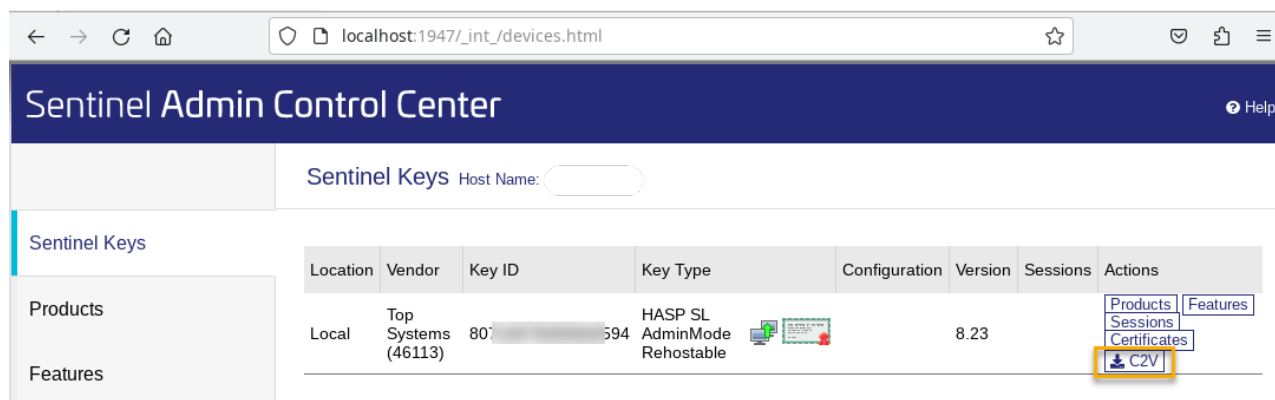 localhost:1947/_int_/devices.html
Sentinel Admin Control Center
Help
Sentinel Keys Host Name:
Sentinel Keys
Products
Features
Location Vendor Key ID Key Type Configuration Version Sessions Actions
Local Top Systems (46113) 807 594 HASP SL AdminMode Rehostable 8.23
Products Features
Sessions
Certificates
C2V